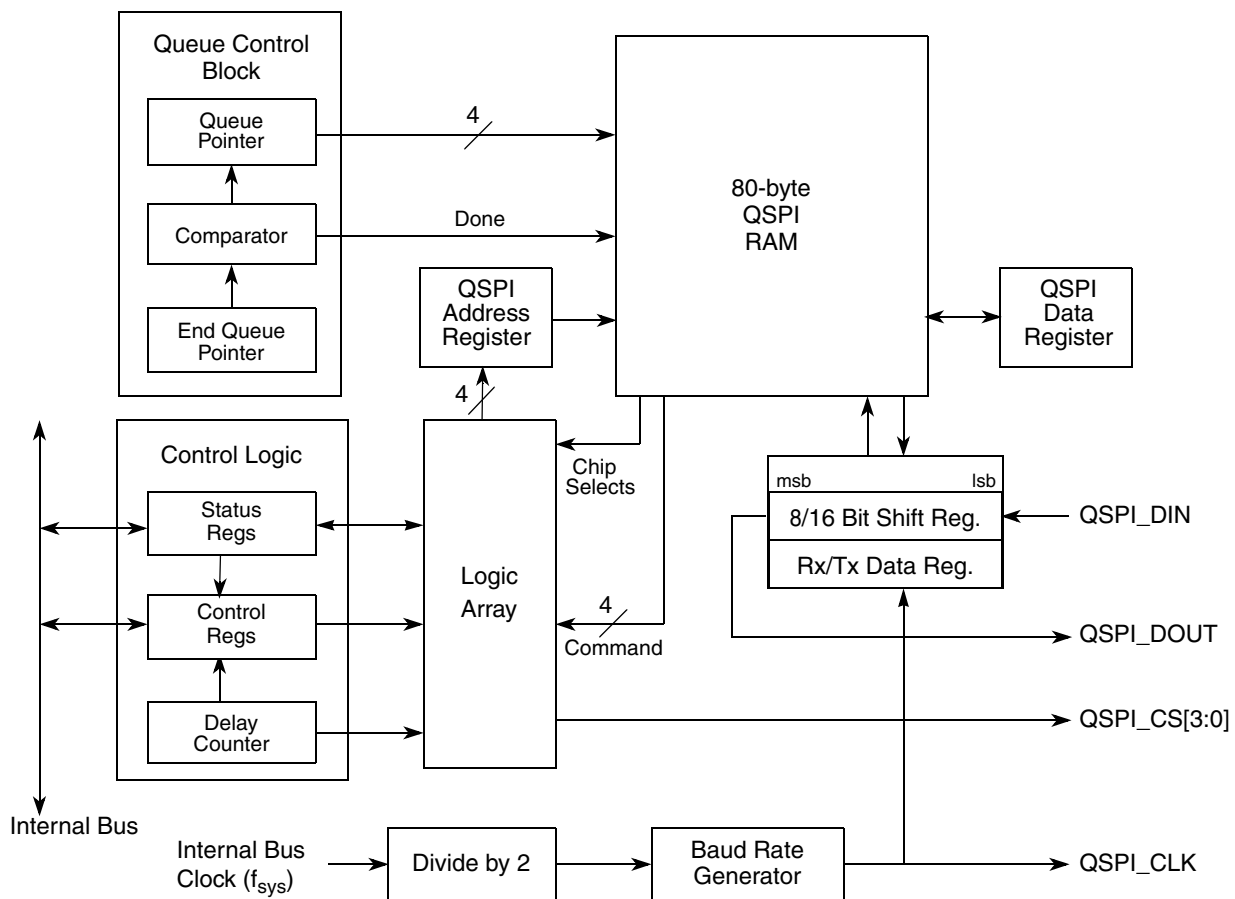 Queue Control
Block
Queue
Pointer
4
Comparator
Done
End Queue
Pointer
80-byte
QSPI
RAM
QSPI
Address
Register
QSPI
Data
Register
4
Control Logic
Status
Regs
Control
Regs
Delay
Counter
Logic
Array
Chip
Selects
4
Command
msb
lsb
8/16 Bit Shift Reg.
Rx/Tx Data Reg.
QSPI_DIN
QSPI_DOUT
QSPI_CS[3:0]
Internal Bus
Internal Bus
Clock (fsys)
Divide by 2
Baud Rate
Generator
QSPI_CLK